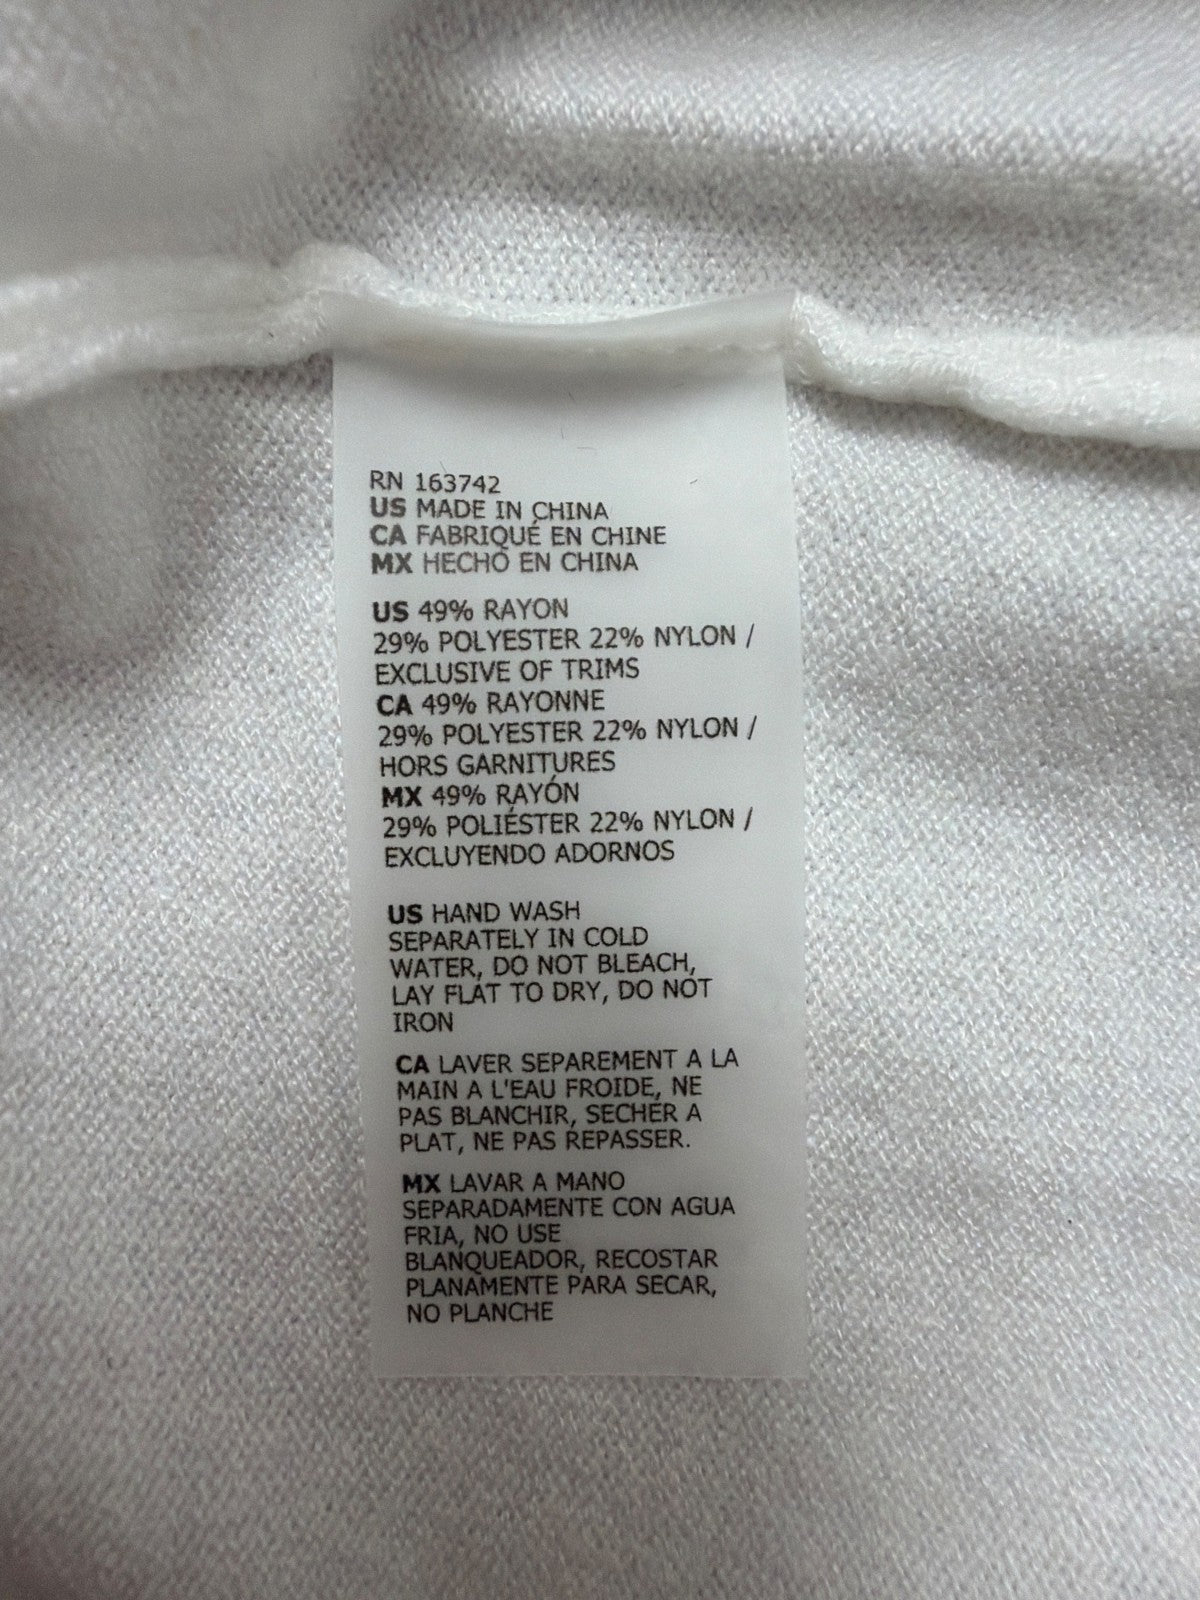 RN 163742
US MADE IN CHINA
CA FABRIQUÉ EN CHINE
MX HECHO EN CHINA
US 49% RAYON
29% POLYESTER 22% NYLON /
EXCLUSIVE OF TRIMS
CA 49% RAYONNE
29% POLYESTER 22% NYLON /
HORS GARNITURES
MX 49% RAYÓN
29% POLIÉSTER 22% NYLON /
EXCLUYENDO ADORNOS
US HAND WASH
SEPARATELY IN COLD
WATER, DO NOT BLEACH,
LAY FLAT TO DRY, DO NOT
IRON
CA LAVER SEPAREMENT A LA
MAIN A L'EAU FROIDE, NE
PAS BLANCHIR, SECHER A
PLAT, NE PAS REPASSER.
MX LAVAR A MANO
SEPARADAMENTE CON AGUA
FRIA, NO USE
BLANQUEADOR, RECOSTAR
PLANAMENTE PARA SECAR,
NO PLANCHE